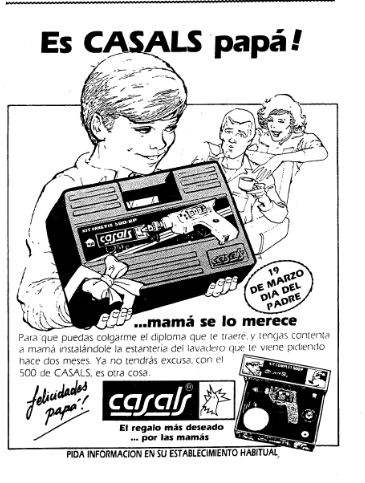 Es CASALS papá!
KIT MALETIN 500-RP
casals
casals
19
DE MARZO
DIA DEL
PADRE
...mamá se lo merece
Para que puedas colgarme el diploma que te traeré, y tengas contenta
a mamá instalándole la estantería del lavadero que te viene pidiendo
hace dos meses. Ya no tendrás excusa, con el
500 de CASALS, es otra cosa.
¡felicidades
papá!
casals
El regalo más deseado
... por las mamás
PIDA INFORMACION EN SU ESTABLECIMIENTO HABITUAL